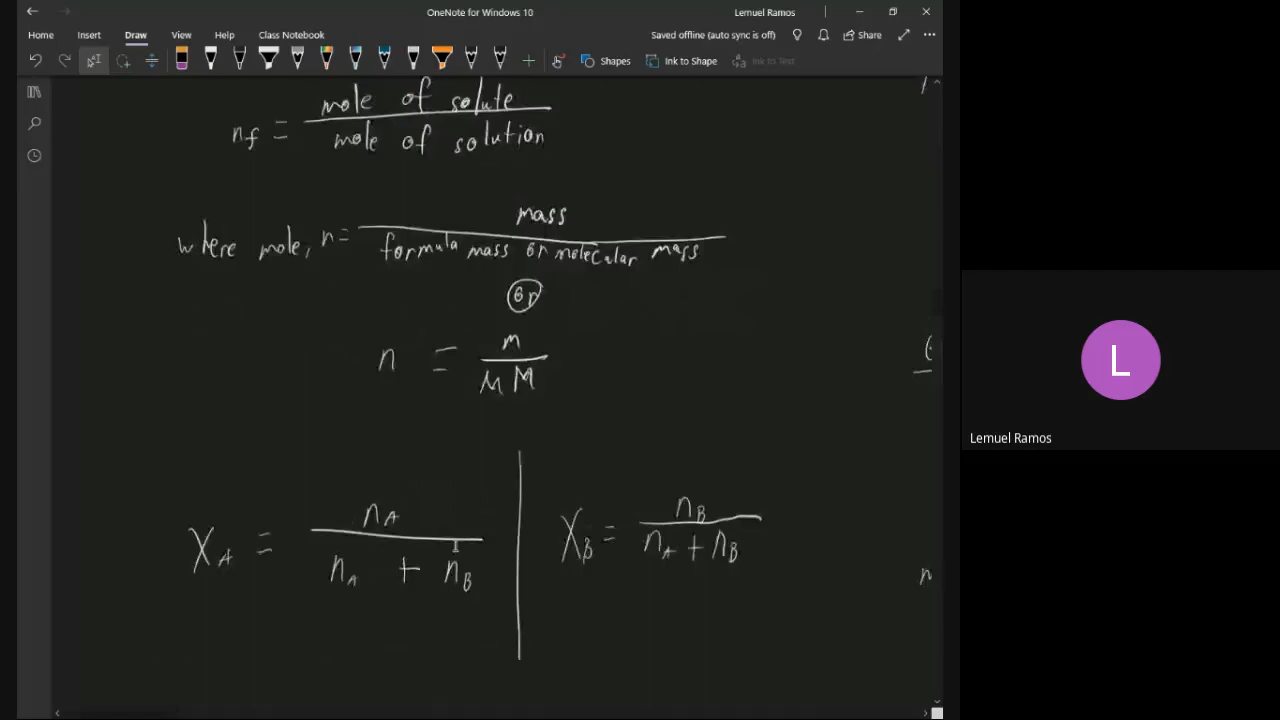 OneNote for Windows 10
Lemuel Ramos
Home Insert Draw View Help Class Notebook
Saved offline (auto sync is off)
Share
Shapes
Ink to Shape
Ink to Text
nf = mole of solute / mole of solution
where mole, n = mass / formula mass or molecular mass
or
n = m / MM
XA = nA / nA + nB
XB = nB / nA + nB
L
Lemuel Ramos